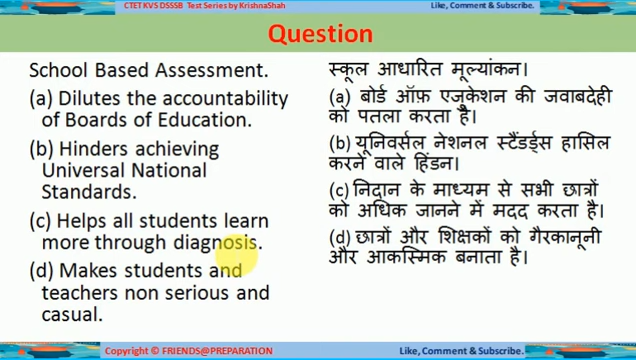 CTET KVS DSSSB Test Series by KrishnaShah
Like, Comment & Subscribe.
Question
School Based Assessment.
(a) Dilutes the accountability
of Boards of Education.
(b) Hinders achieving
Universal National
Standards.
(c) Helps all students learn
more through diagnosis.
(d) Makes students and
teachers non serious and
casual.
स्कूल आधारित मूल्यांकन।
(a) बोर्ड ऑफ़ एजुकेशन की जवाबदेही
को पतला करता है।
(b) यूनिवर्सल नेशनल स्टैंडर्ड्स हासिल
करने वाले हिंडन।
(c) निदान के माध्यम से सभी छात्रों
को अधिक जानने में मदद करता है।
(d) छात्रों और शिक्षकों को गैरकानूनी
और आकस्मिक बनाता है।
Copyright © FRIENDS@PREPARATION
Like, Comment & Subscribe.